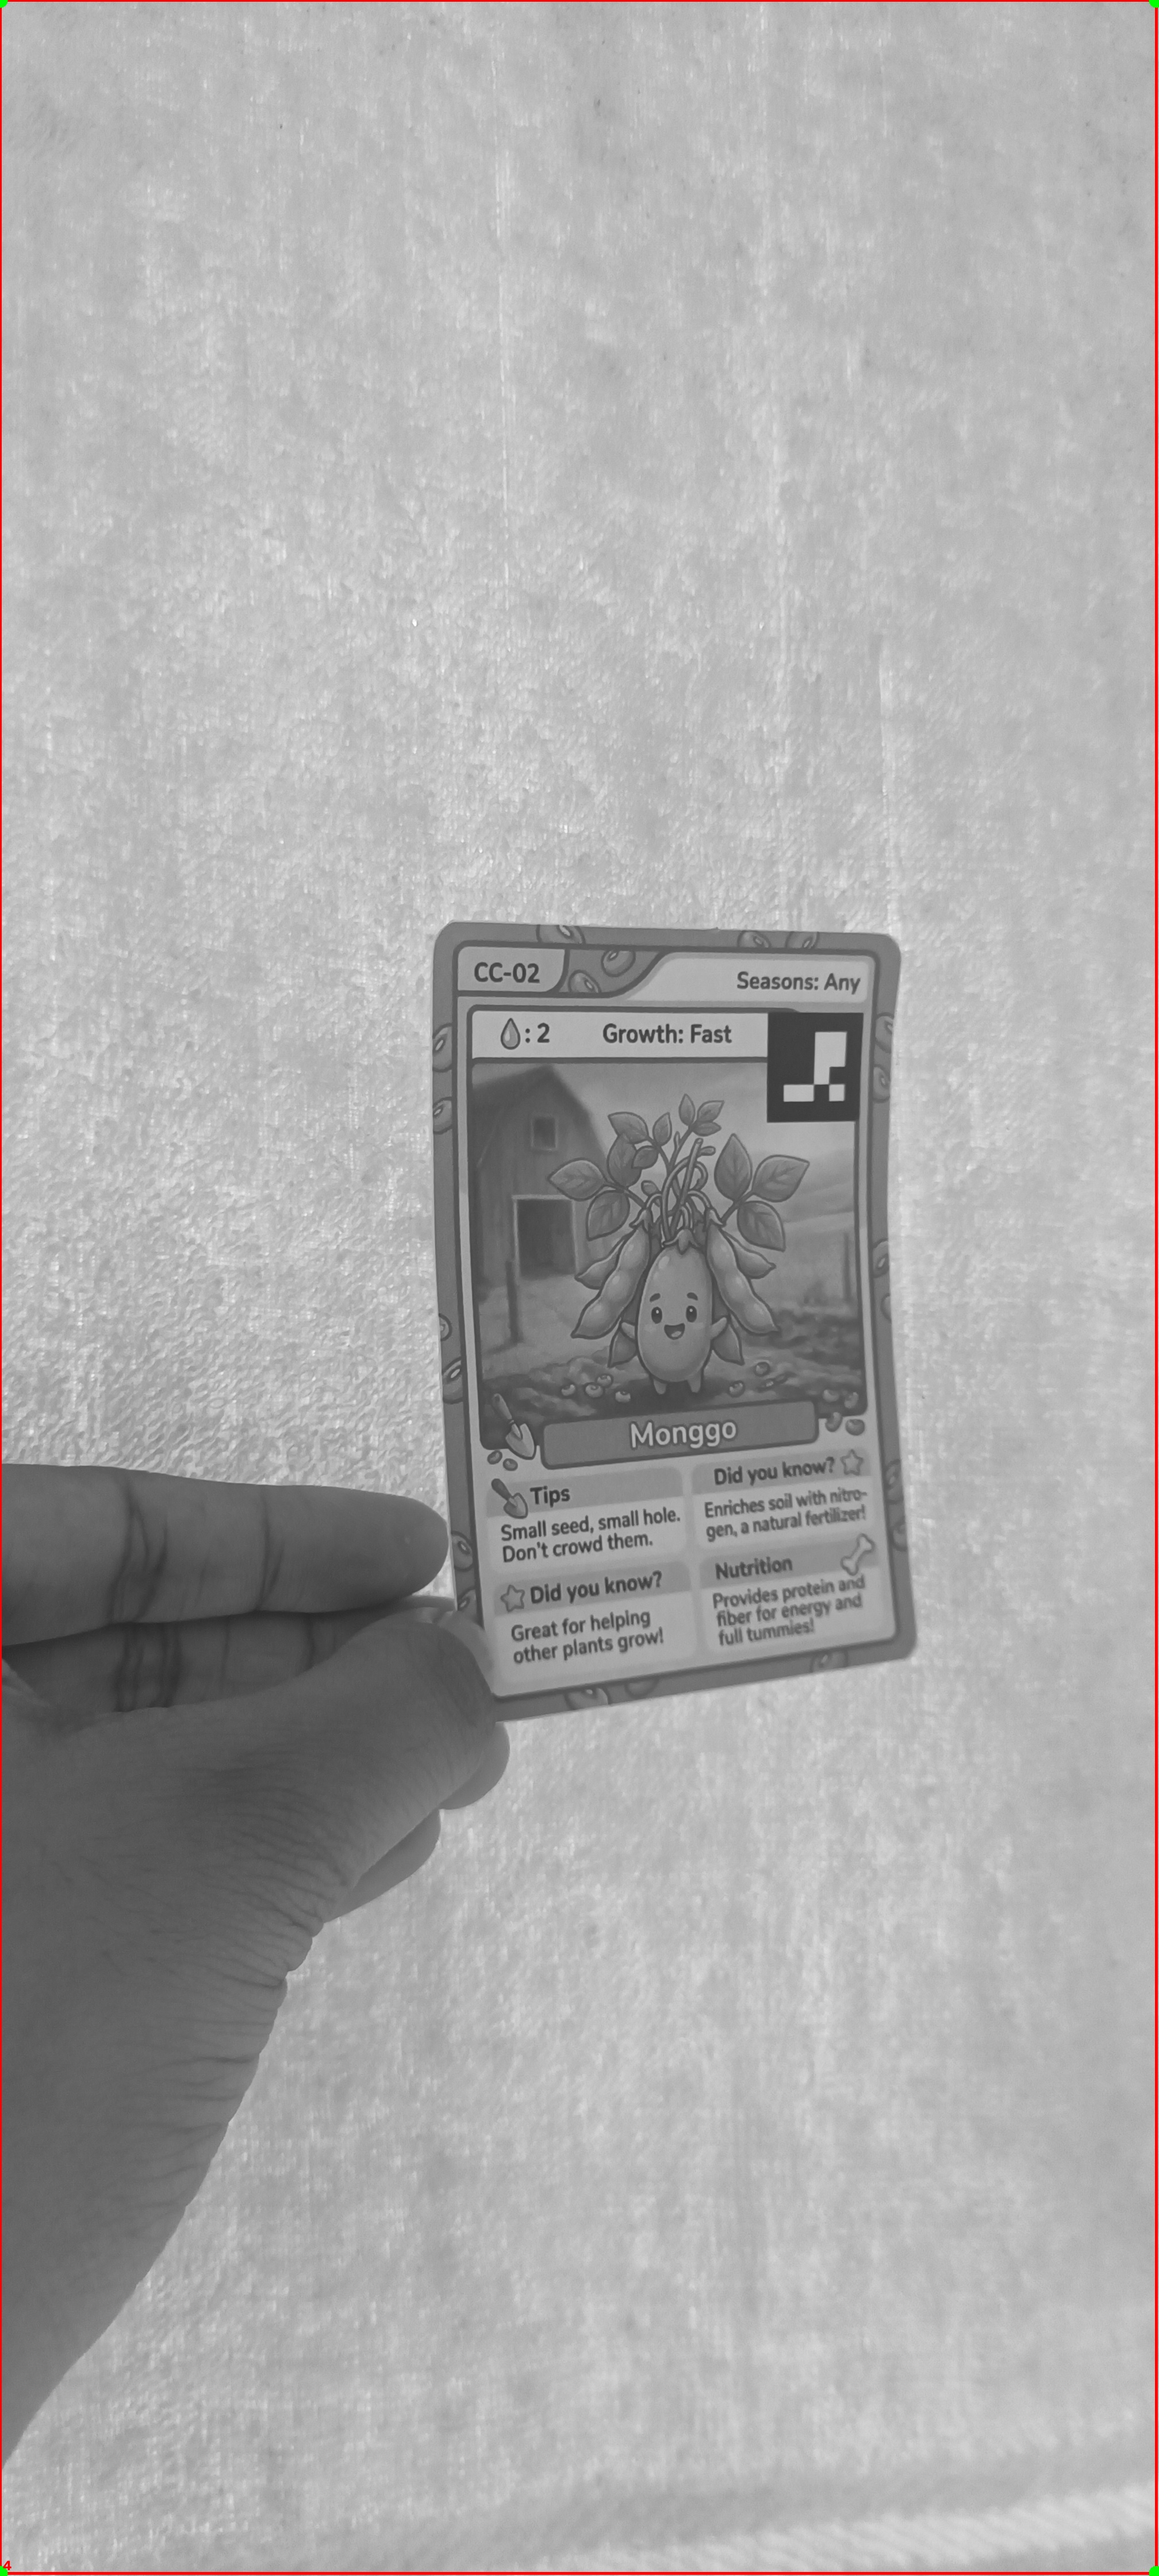 CC-02
Seasons: Any
: 2
Growth: Fast
Monggo
Tips
Small seed, small hole.
Don't crowd them.
Did you know?
Enriches soil with nitro-
gen, a natural fertilizer!
Did you know?
Great for helping
other plants grow!
Nutrition
Provides protein and
fiber for energy and
full tummies!
4